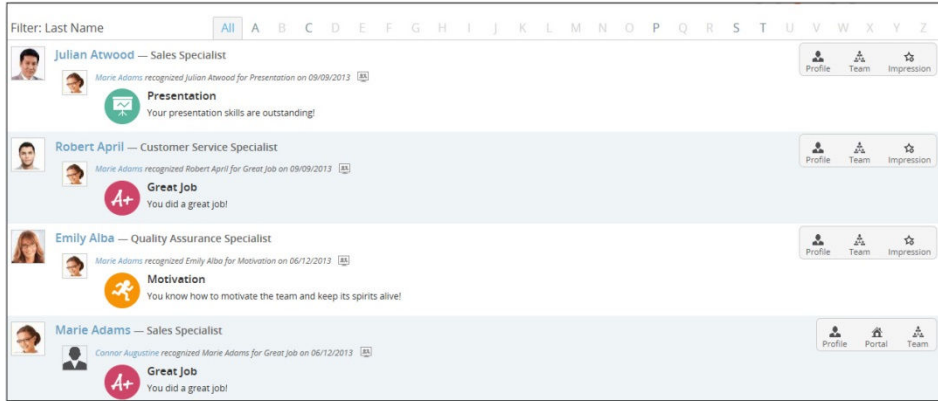 Filter: Last Name All A B C D E F G H I J K L M N O P Q R S T U V W X Y Z
Julian Atwood — Sales Specialist
Profile Team Impression
Marie Adams recognized Julian Atwood for Presentation on 09/09/2013
Presentation
Your presentation skills are outstanding!
Robert April — Customer Service Specialist
Profile Team Impression
Marie Adams recognized Robert April for Great Job on 09/09/2013
A+ Great Job
You did a great job!
Emily Alba — Quality Assurance Specialist
Profile Team Impression
Marie Adams recognized Emily Alba for Motivation on 06/12/2013
Motivation
You know how to motivate the team and keep its spirits alive!
Marie Adams — Sales Specialist
Profile Portal Team
Connor Augustine recognized Marie Adams for Great Job on 06/12/2013
A+ Great Job
You did a great job!